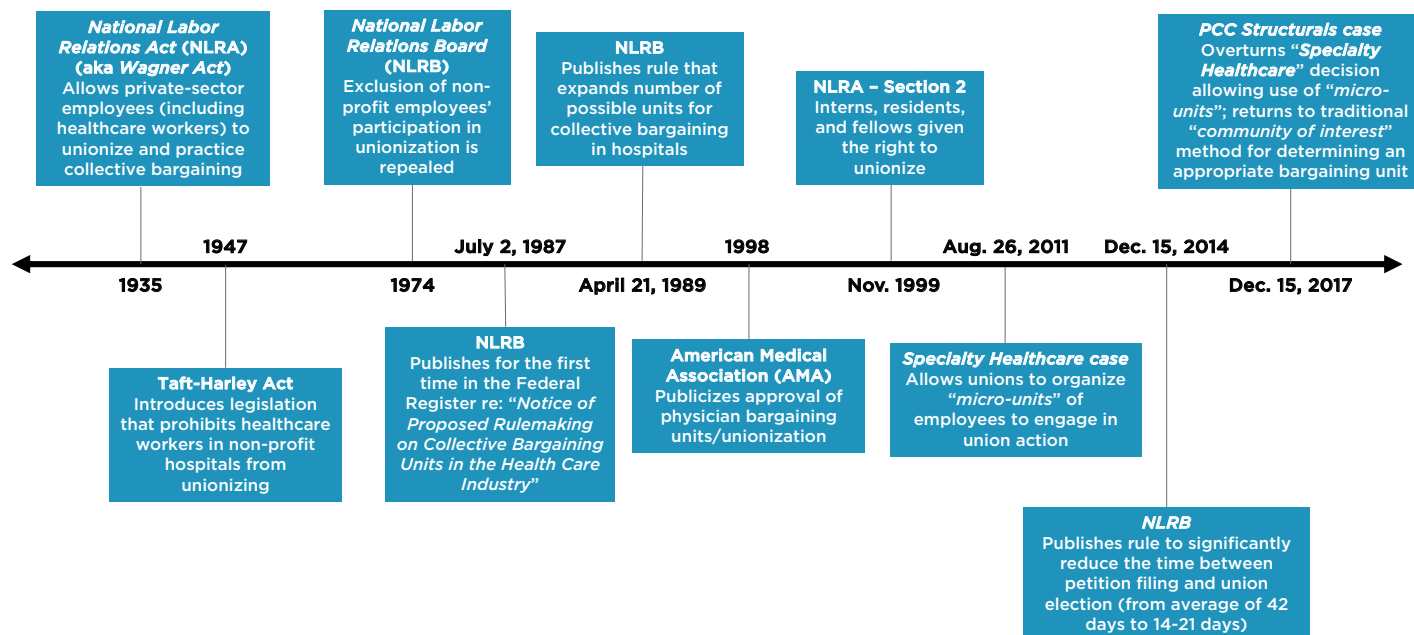 National Labor
Relations Act (NLRA)
(aka Wagner Act)
Allows private-sector
employees (including
healthcare workers) to
unionize and practice
collective bargaining
National Labor
Relations Board
(NLRB)
Exclusion of non-
profit employees’
participation in
unionization is
repealed
NLRB
Publishes rule that
expands number of
possible units for
collective bargaining
in hospitals
NLRA – Section 2
Interns, residents,
and fellows given
the right to
unionize
PCC Structurals case
Overturns “Specialty
Healthcare” decision
allowing use of “micro-
units”; returns to traditional
“community of interest”
method for determining an
appropriate bargaining unit
1947
July 2, 1987
1998
Aug. 26, 2011
Dec. 15, 2014
1935
1974
April 21, 1989
Nov. 1999
Dec. 15, 2017
Taft-Harley Act
Introduces legislation
that prohibits healthcare
workers in non-profit
hospitals from
unionizing
NLRB
Publishes for the first
time in the Federal
Register re: “Notice of
Proposed Rulemaking
on Collective Bargaining
Units in the Health Care
Industry”
American Medical
Association (AMA)
Publicizes approval of
physician bargaining
units/unionization
Specialty Healthcare case
Allows unions to organize
“micro-units” of
employees to engage in
union action
NLRB
Publishes rule to significantly
reduce the time between
petition filing and union
election (from average of 42
days to 14-21 days)